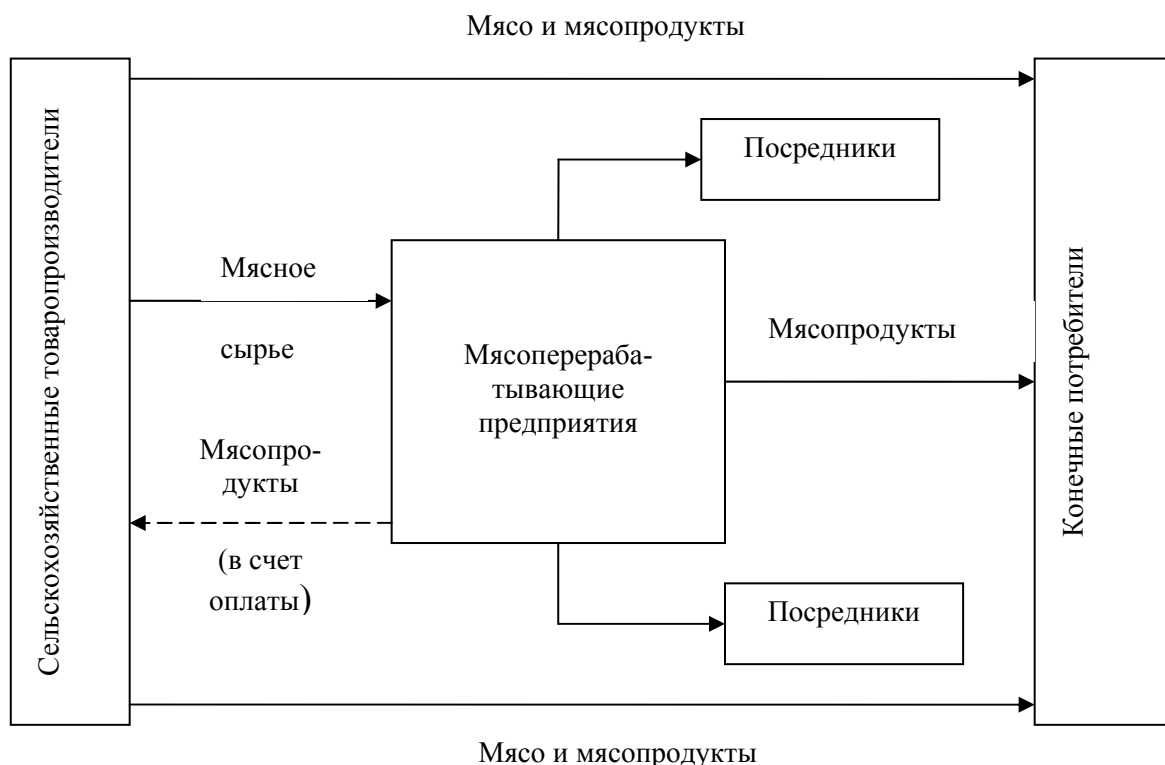 Мясо и мясопродукты
Посредники
Сельскохозяйственные товаропроизводители
Мясное
сырье
Мясоперераба-
тывающие
предприятия
Мясопродукты
Конечные потребители
Мясопро-
дукты
(в счет
оплаты)
Посредники
Мясо и мясопродукты